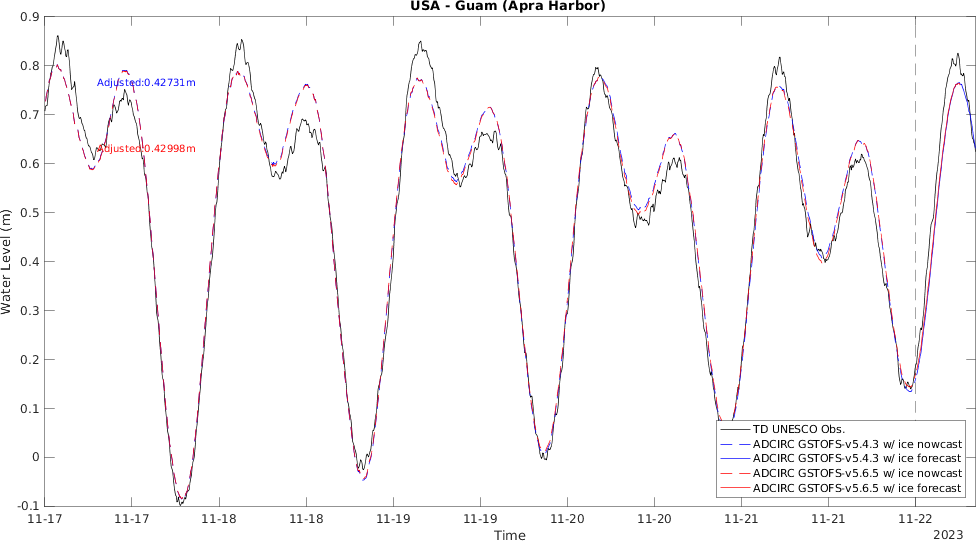 USA - Guam (Apra Harbor)
Water Level (m)
0.9
0.8
0.7
0.6
0.5
0.4
0.3
0.2
0.1
0
-0.1
Adjusted:0.42731m
Adjusted:0.42998m
TD UNESCO Obs.
ADCIRC GSTOFS-v5.4.3 w/ ice nowcast
ADCIRC GSTOFS-v5.4.3 w/ ice forecast
ADCIRC GSTOFS-v5.6.5 w/ ice nowcast
ADCIRC GSTOFS-v5.6.5 w/ ice forecast
11-17 11-17 11-18 11-18 11-19 11-19 11-20 11-20 11-21 11-21 11-22
Time
2023